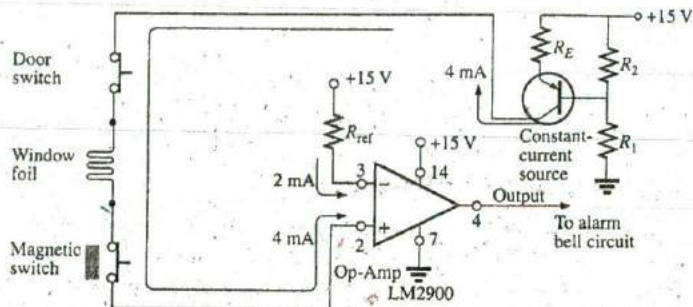 +15 V
Door
switch
R_E
R_2
+15 V
4 mA
R_ref
Constant-
current
source
R_1
+15 V
Window
foil
3
14
2 mA
−
Output
4
4 mA
+
To alarm
bell circuit
Magnetic
switch
2
7
Op-Amp
LM2900